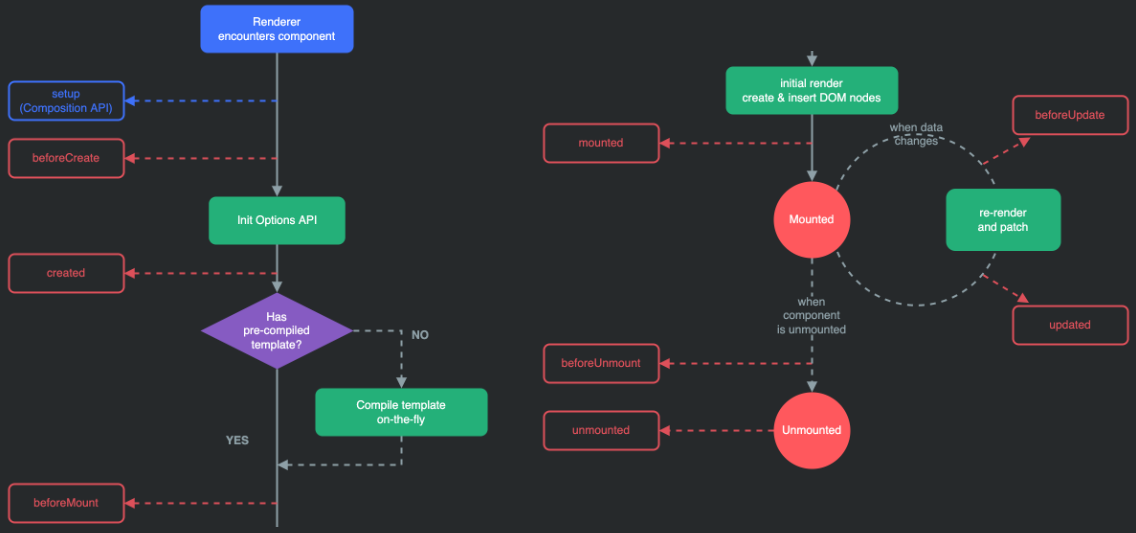 Renderer
encounters component
setup
(Composition API)
beforeCreate
Init Options API
created
Has
pre-compiled
template?
NO
Compile template
on-the-fly
YES
beforeMount
initial render
create & insert DOM nodes
mounted
Mounted
when data
changes
beforeUpdate
re-render
and patch
updated
when
component
is unmounted
beforeUnmount
Unmounted
unmounted